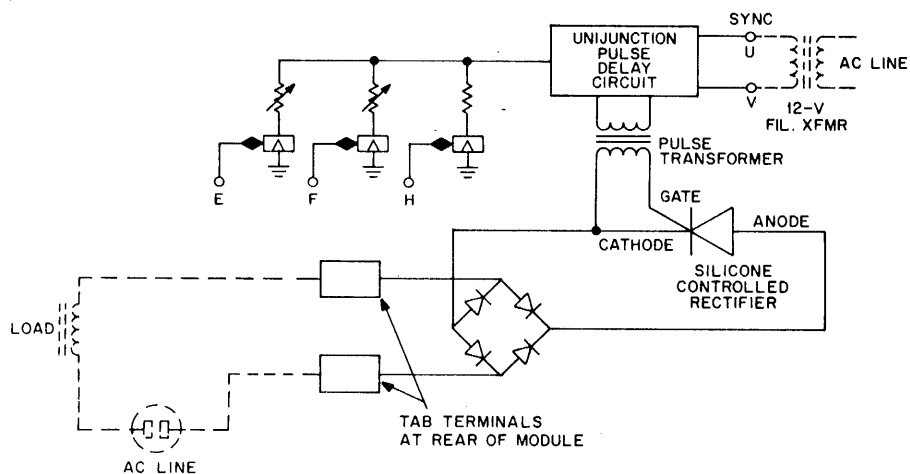 SYNC
UNIJUNCTION
PULSE
DELAY
CIRCUIT
U
V
AC LINE
12-V
FIL. XFMR
PULSE
TRANSFORMER
E
F
H
GATE
ANODE
CATHODE
SILICONE
CONTROLLED
RECTIFIER
LOAD
TAB TERMINALS
AT REAR OF MODULE
AC LINE